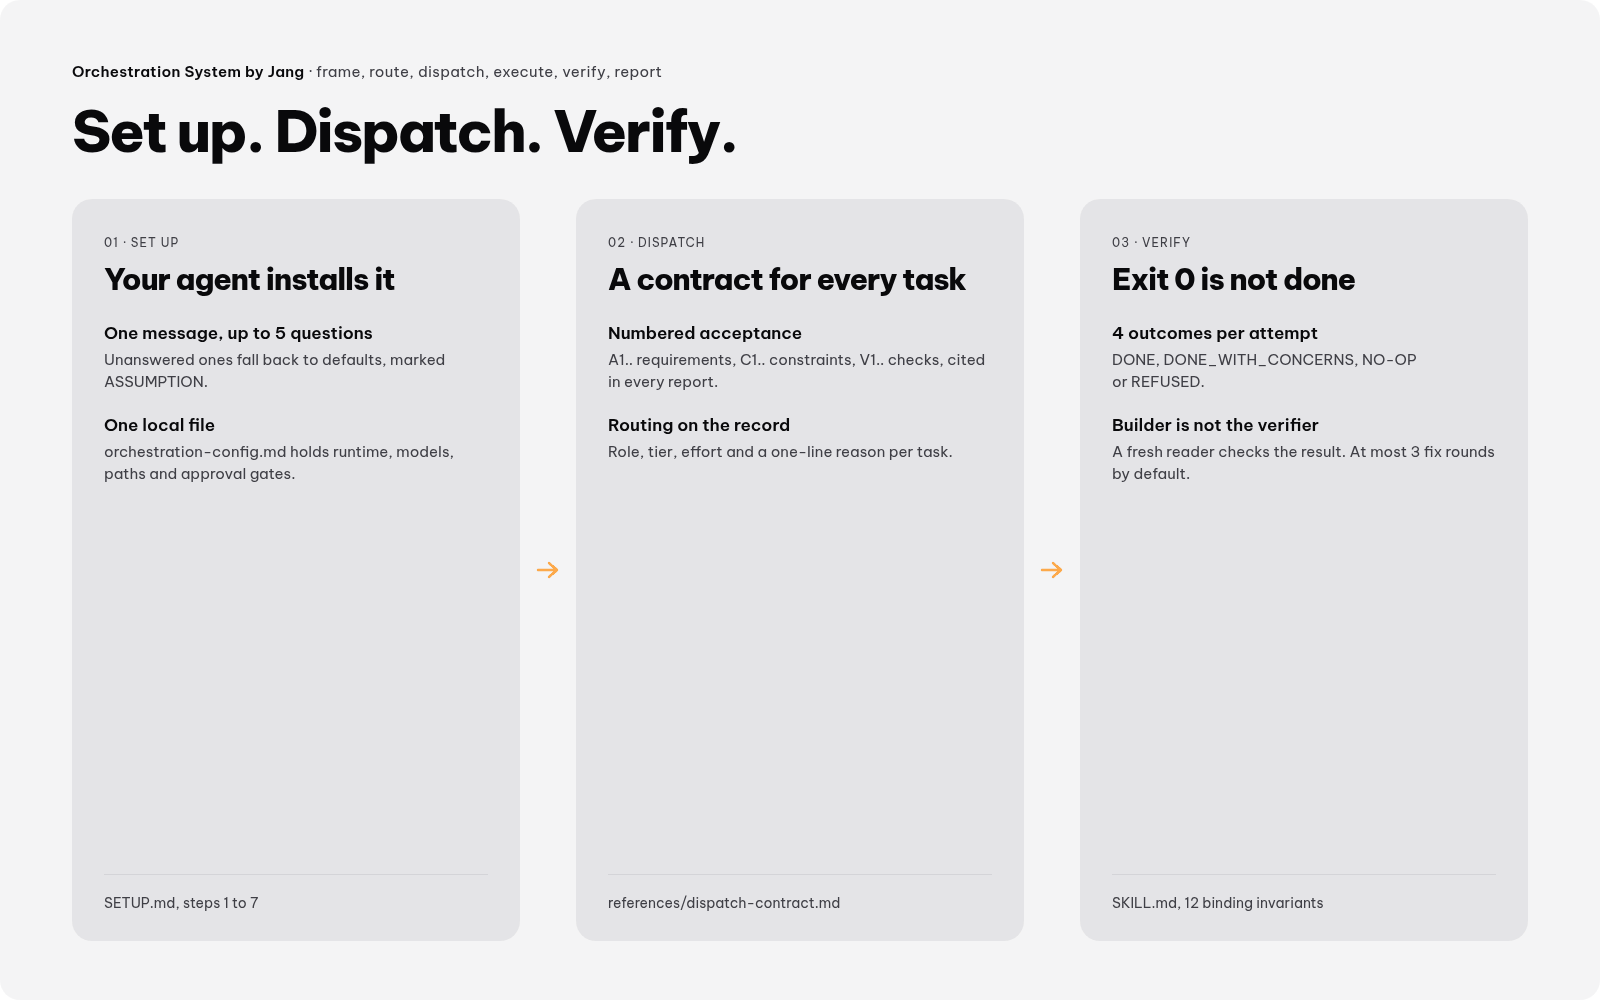 Orchestration System by Jang · frame, route, dispatch, execute, verify, report
Set up. Dispatch. Verify.
01 · SET UP
Your agent installs it
One message, up to 5 questions
Unanswered ones fall back to defaults, marked
ASSUMPTION.
One local file
orchestration-config.md holds runtime, models,
paths and approval gates.
SETUP.md, steps 1 to 7
02 · DISPATCH
A contract for every task
Numbered acceptance
A1.. requirements, C1.. constraints, V1.. checks, cited
in every report.
Routing on the record
Role, tier, effort and a one-line reason per task.
references/dispatch-contract.md
03 · VERIFY
Exit 0 is not done
4 outcomes per attempt
DONE, DONE_WITH_CONCERNS, NO-OP
or REFUSED.
Builder is not the verifier
A fresh reader checks the result. At most 3 fix rounds
by default.
SKILL.md, 12 binding invariants